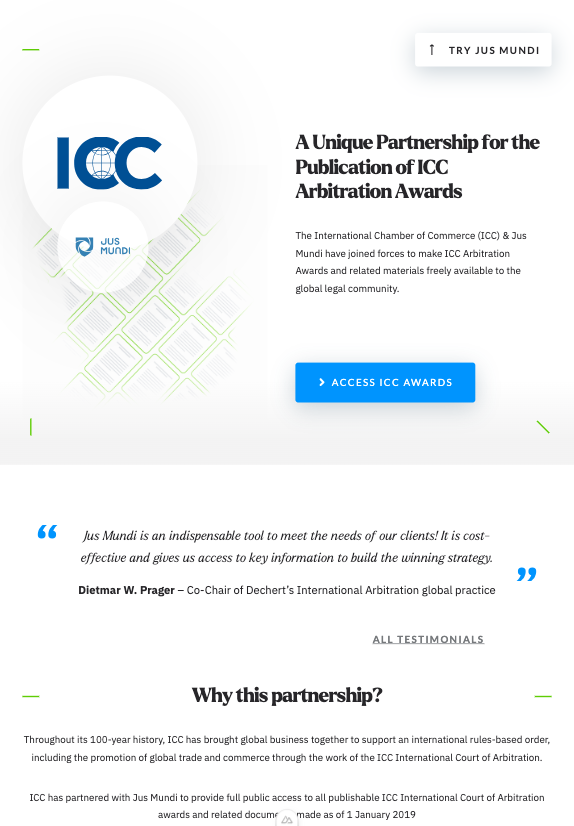 TRY JUS MUNDI
ICC
JUS
MUNDI
A Unique Partnership for the
Publication of ICC
Arbitration Awards
The International Chamber of Commerce (ICC) & Jus
Mundi have joined forces to make ICC Arbitration
Awards and related materials freely available to the
global legal community.
ACCESS ICC AWARDS
“ Jus Mundi is an indispensable tool to meet the needs of our clients! It is cost-
effective and gives us access to key information to build the winning strategy. ”
Dietmar W. Prager – Co-Chair of Dechert’s International Arbitration global practice
ALL TESTIMONIALS
Why this partnership?
Throughout its 100-year history, ICC has brought global business together to support an international rules-based order,
including the promotion of global trade and commerce through the work of the ICC International Court of Arbitration.
ICC has partnered with Jus Mundi to provide full public access to all publishable ICC International Court of Arbitration
awards and related made as of 1 January 2019